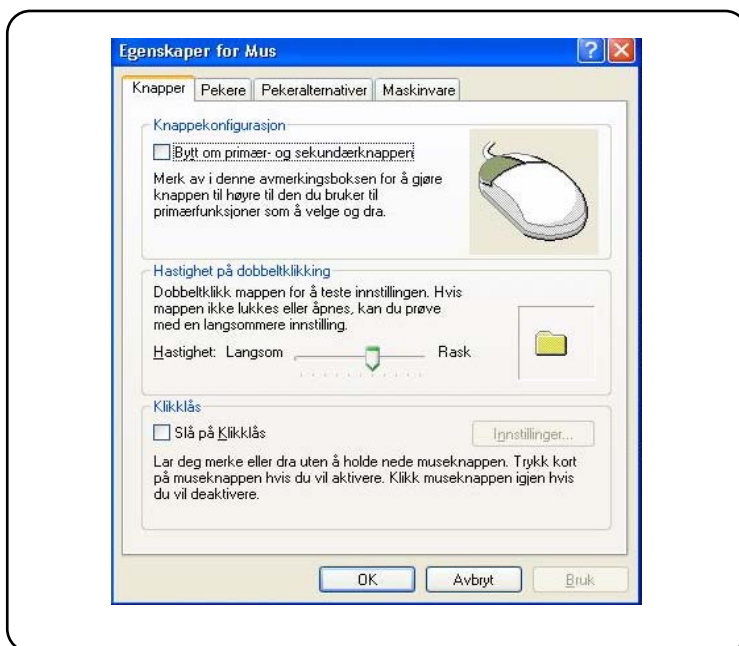 Egenskaper for Mus
Knapper Pekere Pekeralternativer Maskinvare
Knappekonfigurasjon
Bytt om primær- og sekundærknappen
Merk av i denne avmerkingsboksen for å gjøre
knappen til høyre til den du bruker til
primærfunksjoner som å velge og dra.
Hastighet på dobbeltklikking
Dobbeltklikk mappen for å teste innstillingen. Hvis
mappen ikke lukkes eller åpnes, kan du prøve
med en langsommere innstilling.
Hastighet: Langsom Rask
Klikklås
Slå på Klikklås Innstillinger...
Lar deg merke eller dra uten å holde nede museknappen. Trykk kort
på museknappen hvis du vil aktivere. Klikk museknappen igjen hvis
du vil deaktivere.
OK Avbryt Bruk